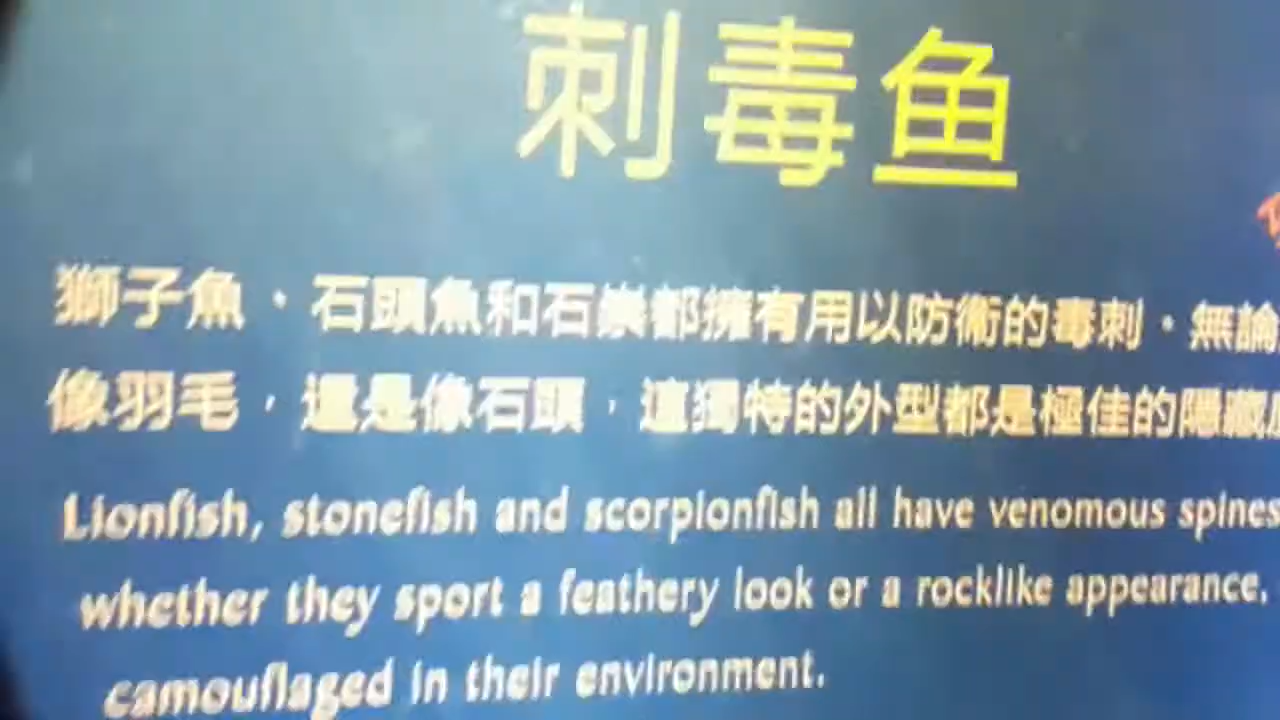 刺毒鱼
獅子魚，石頭魚和石崇都擁有用以防衛的毒刺，無論
像羽毛，還是像石頭，這獨特的外型都是極佳的隱藏
Lionfish, stonefish and scorpionfish all have venomous spines
whether they sport a feathery look or a rocklike appearance,
camouflaged in their environment.